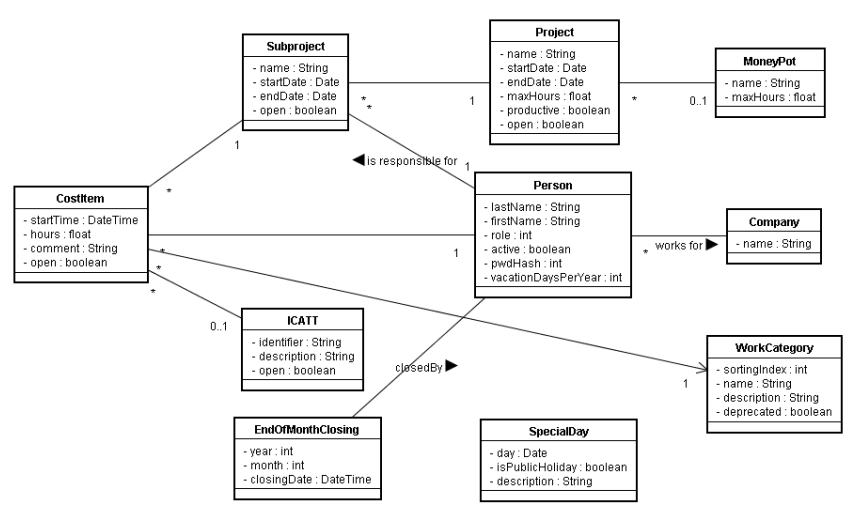 Subproject
- name : String
- startDate : Date
- endDate : Date
- open : boolean
Project
- name : String
- startDate : Date
- endDate : Date
- maxHours : float
- productive : boolean
- open : boolean
MoneyPot
- name : String
- maxHours : float
*
*
1
*
0..1
1
*
◀ is responsible for
1
CostItem
- startTime : DateTime
- hours : float
- comment : String
- open : boolean
Person
- lastName : String
- firstName : String
- role : int
- active : boolean
- pwdHash : int
- vacationDaysPerYear : int
Company
- name : String
*
works for ▶
*
1
*
*
0..1
ICATT
- identifier : String
- description : String
- open : boolean
closedBy ▶
1
WorkCategory
- sortingIndex : int
- name : String
- description : String
- deprecated : boolean
EndOfMonthClosing
- year : int
- month : int
- closingDate : DateTime
SpecialDay
- day : Date
- isPublicHoliday : boolean
- description : String